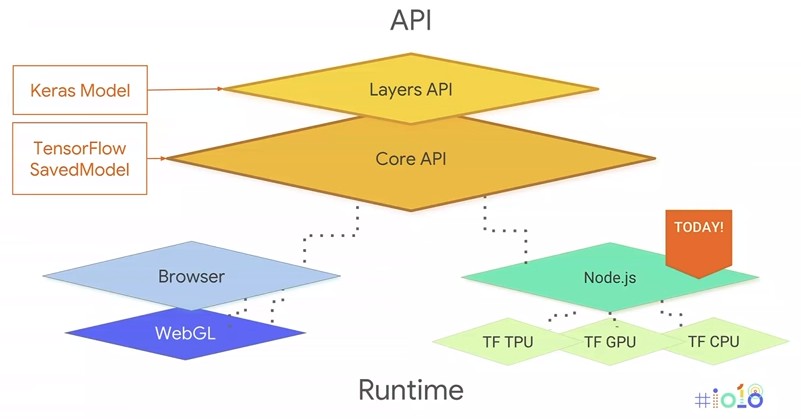 API
Keras Model
Layers API
TensorFlow
SavedModel
Core API
TODAY!
Browser
Node.js
WebGL
TF TPU
TF GPU
TF CPU
Runtime
#io18